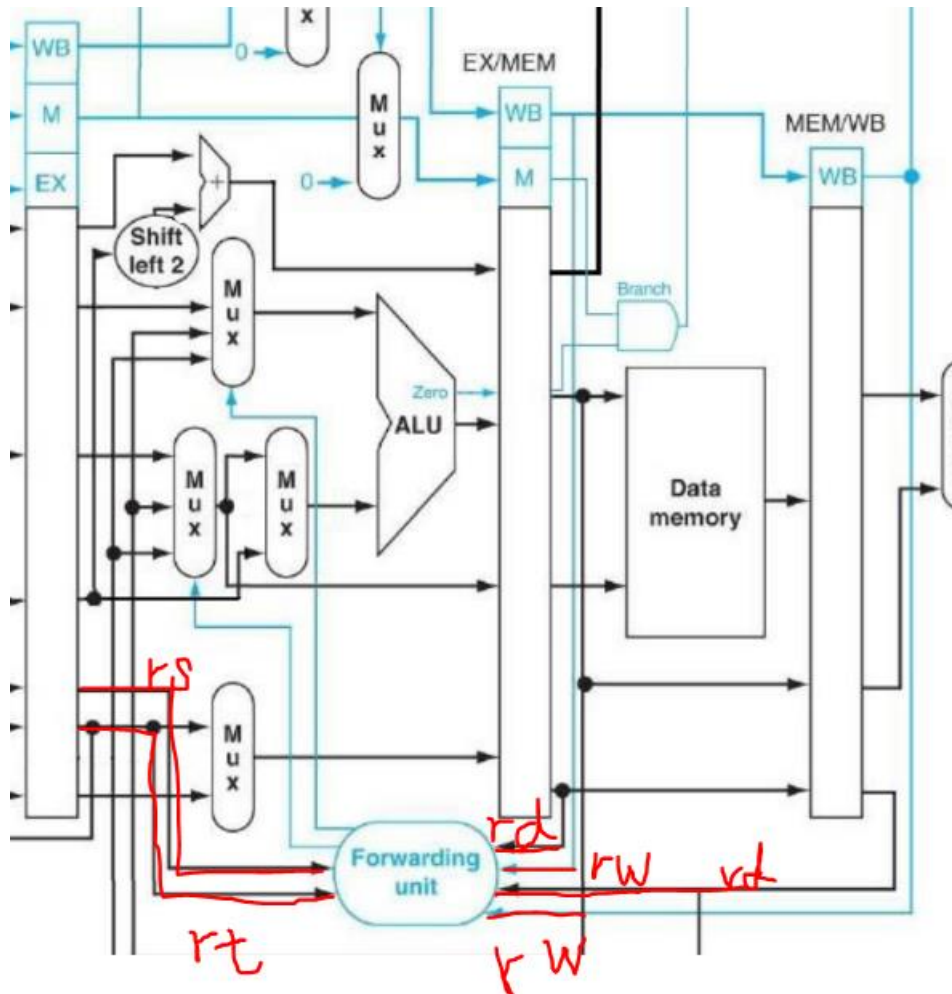 x
WB
0
EX/MEM
M
u
x
WB
MEM/WB
M
EX
0
M
WB
+
Shift
left 2
M
u
x
Branch
Zero
ALU
M
u
x
M
u
x
Data
memory
rs
M
u
x
rd
Forwarding
unit
rw
rd
rt
rw